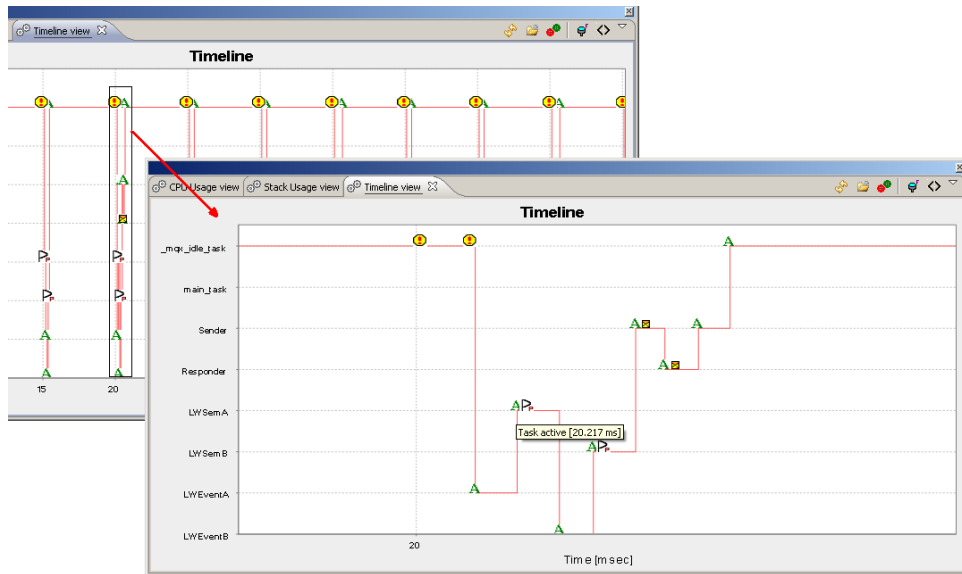 Timeline view
Timeline
15
20
CPU Usage view
Stack Usage view
Timeline view
Timeline
_mqx_idle_task
main_task
Sender
Responder
LWSemA
Task active [20.217 ms]
LWSemB
LWEventA
LWEventB
20
Time [msec]